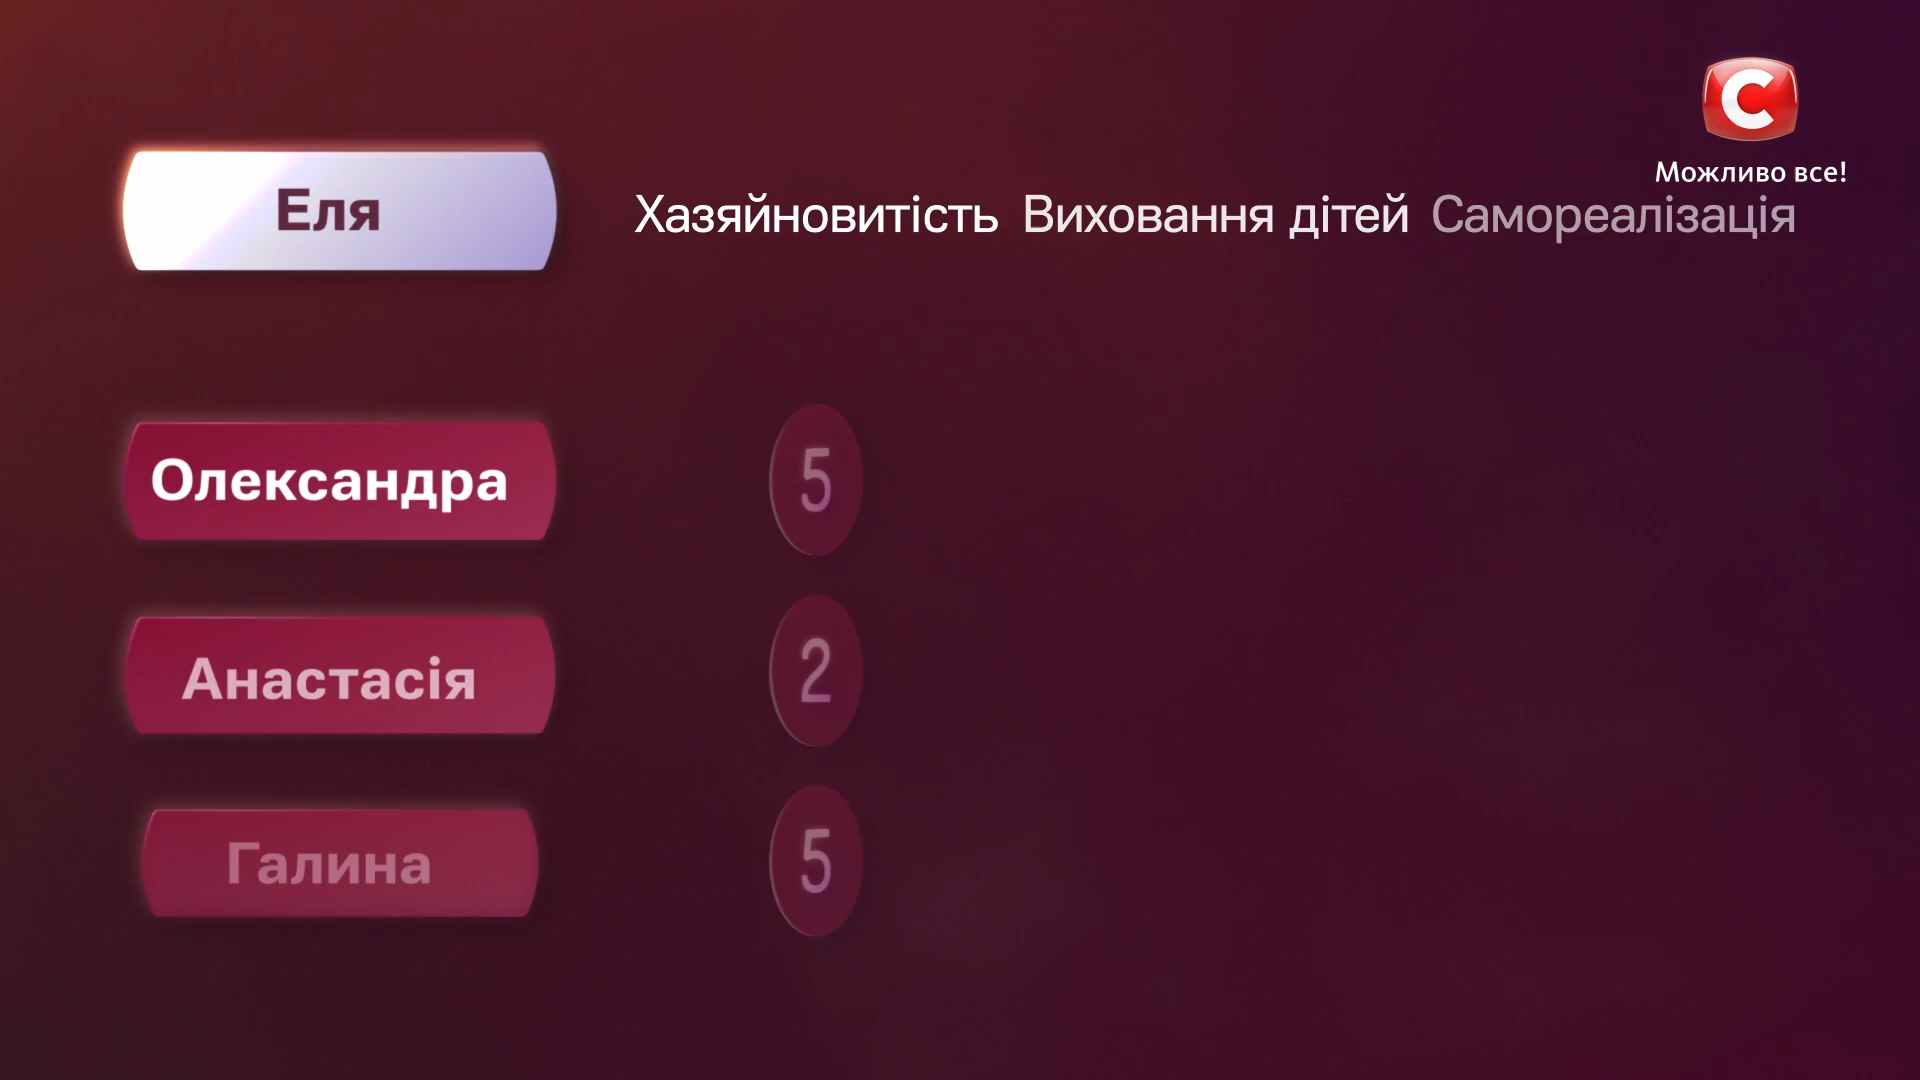 С
Можливо все!
Еля
Хазяйновитість Виховання дітей Самореалізація
Олександра 5
Анастасія 2
Галина 5